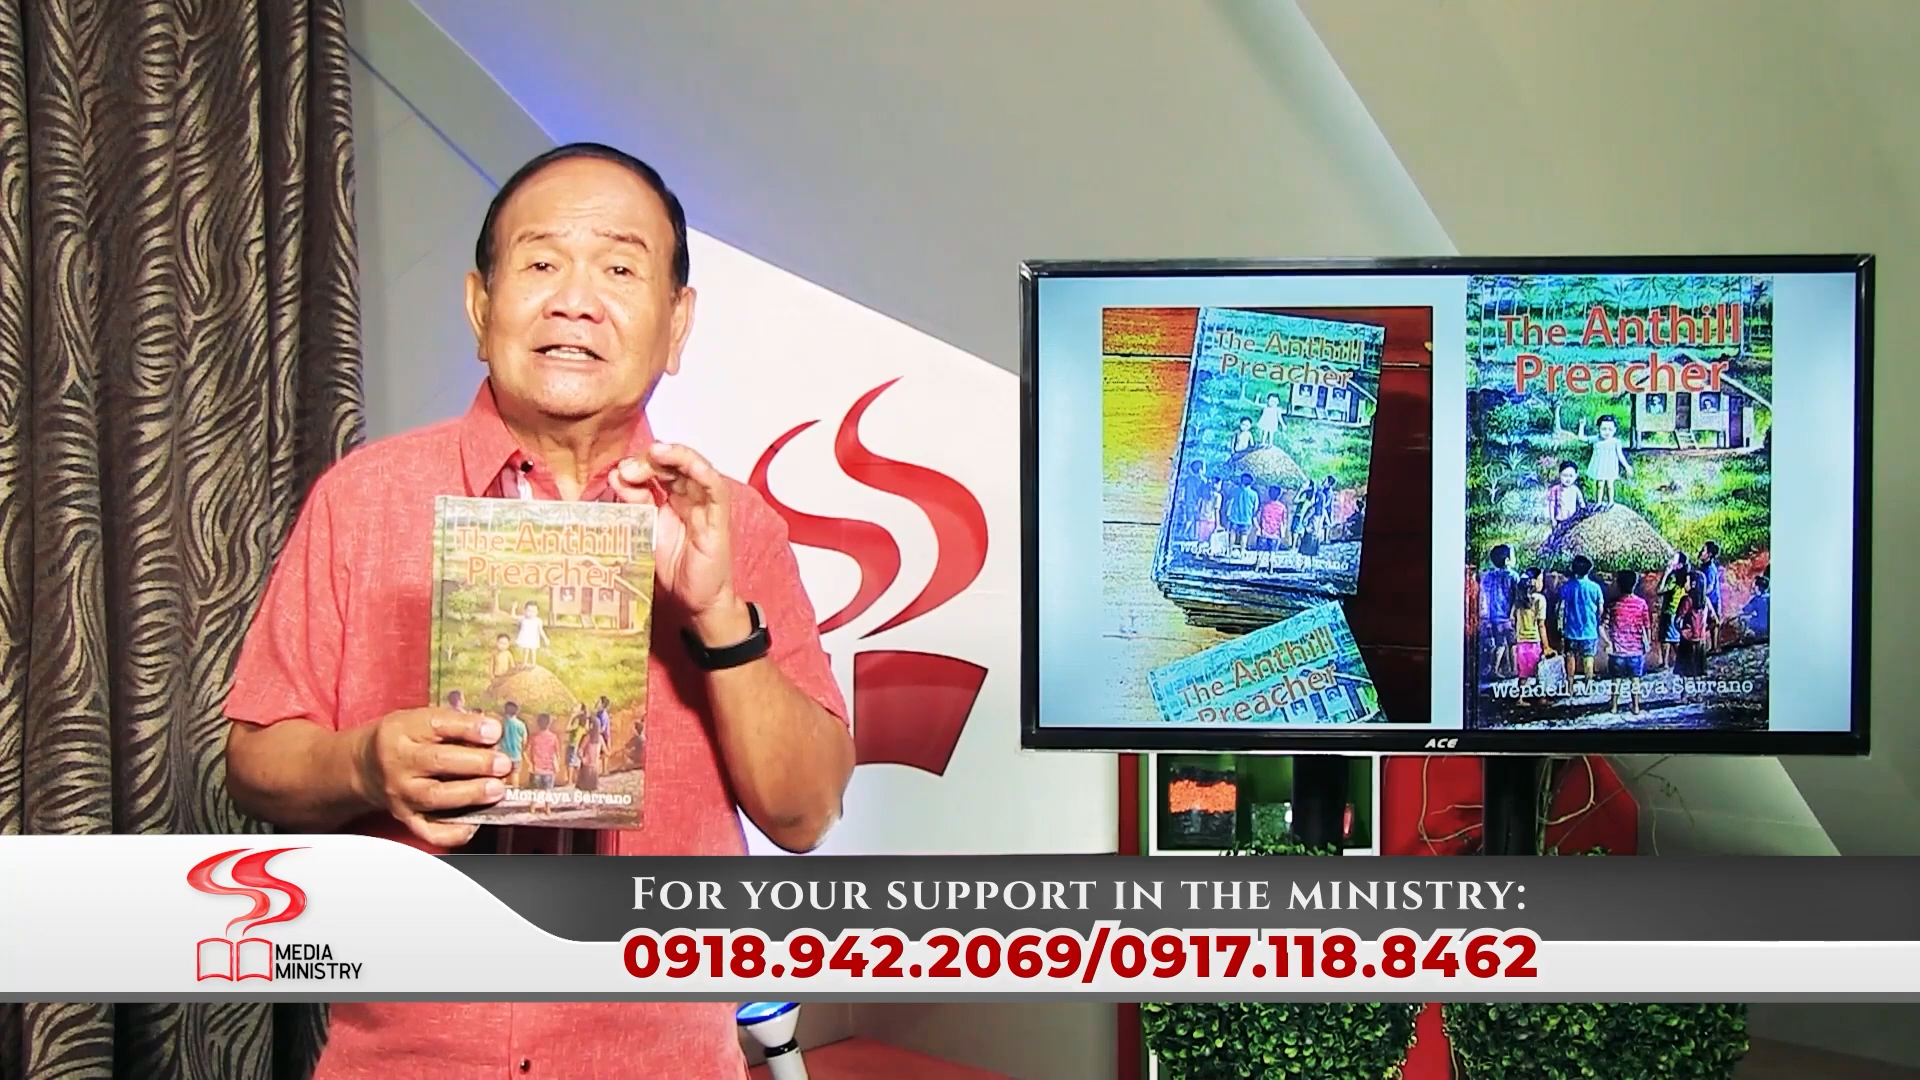 The Anthill
Preacher
Mongaya Serrano
The Anthill
Preacher
The Anthill
Preacher
The Anthill
Preacher
Wendell Mongaya Serrano
ACE
MEDIA
MINISTRY
FOR YOUR SUPPORT IN THE MINISTRY:
0918.942.2069/0917.118.8462